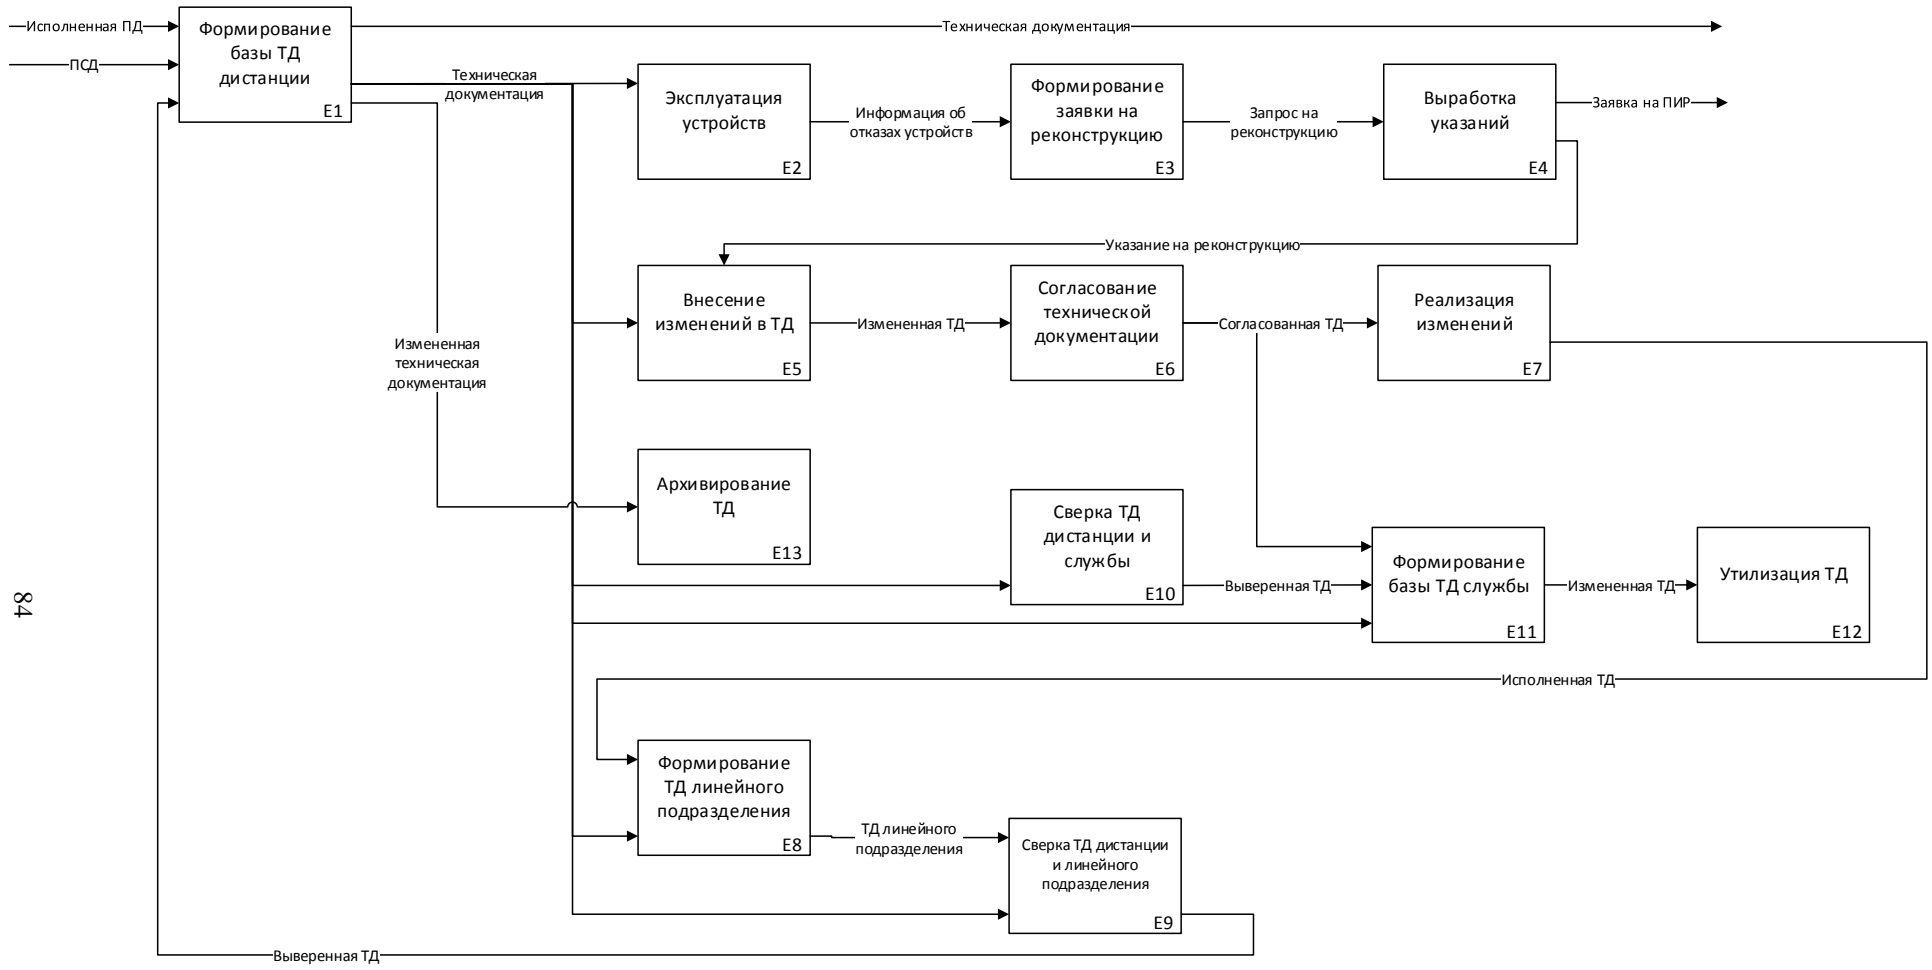 Исполненная ПД
ПСД
Формирование
базы ТД
дистанции
E1
Техническая документация
Техническая
документация
Эксплуатация
устройств
E2
Информация об
отказах устройств
Формирование
заявки на
реконструкцию
E3
Запрос на
реконструкцию
Выработка
указаний
E4
Заявка на ПИР
Указание на реконструкцию
Внесение
изменений в ТД
E5
Измененная ТД
Согласование
технической
документации
E6
Согласованная ТД
Реализация
изменений
E7
Измененная
техническая
документация
Архивирование
ТД
E13
Сверка ТД
дистанции и
службы
E10
Выверенная ТД
Формирование
базы ТД службы
E11
Измененная ТД
Утилизация ТД
E12
84
Исполненная ТД
Формирование
ТД линейного
подразделения
E8
ТД линейного
подразделения
Сверка ТД дистанции
и линейного
подразделения
E9
Выверенная ТД